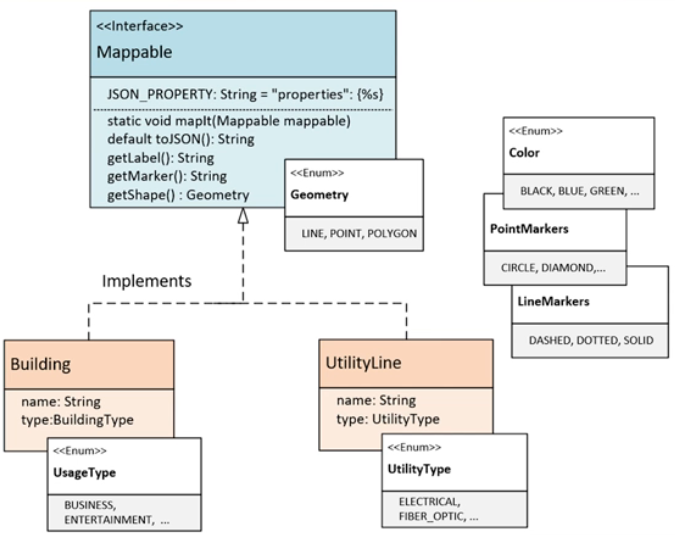 <<Interface>>
Mappable
JSON_PROPERTY: String = "properties": {%s}
static void mapIt(Mappable mappable)
default toJSON(): String
getLabel(): String
getMarker(): String
getShape() : Geometry
<<Enum>>
Geometry
LINE, POINT, POLYGON
<<Enum>>
Color
BLACK, BLUE, GREEN, ...
PointMarkers
CIRCLE, DIAMOND,...
LineMarkers
DASHED, DOTTED, SOLID
Implements
Building
name: String
type:BuildingType
<<Enum>>
UsageType
BUSINESS,
ENTERTAINMENT, ...
UtilityLine
name: String
type: UtilityType
<<Enum>>
UtilityType
ELECTRICAL,
FIBER_OPTIC, ...